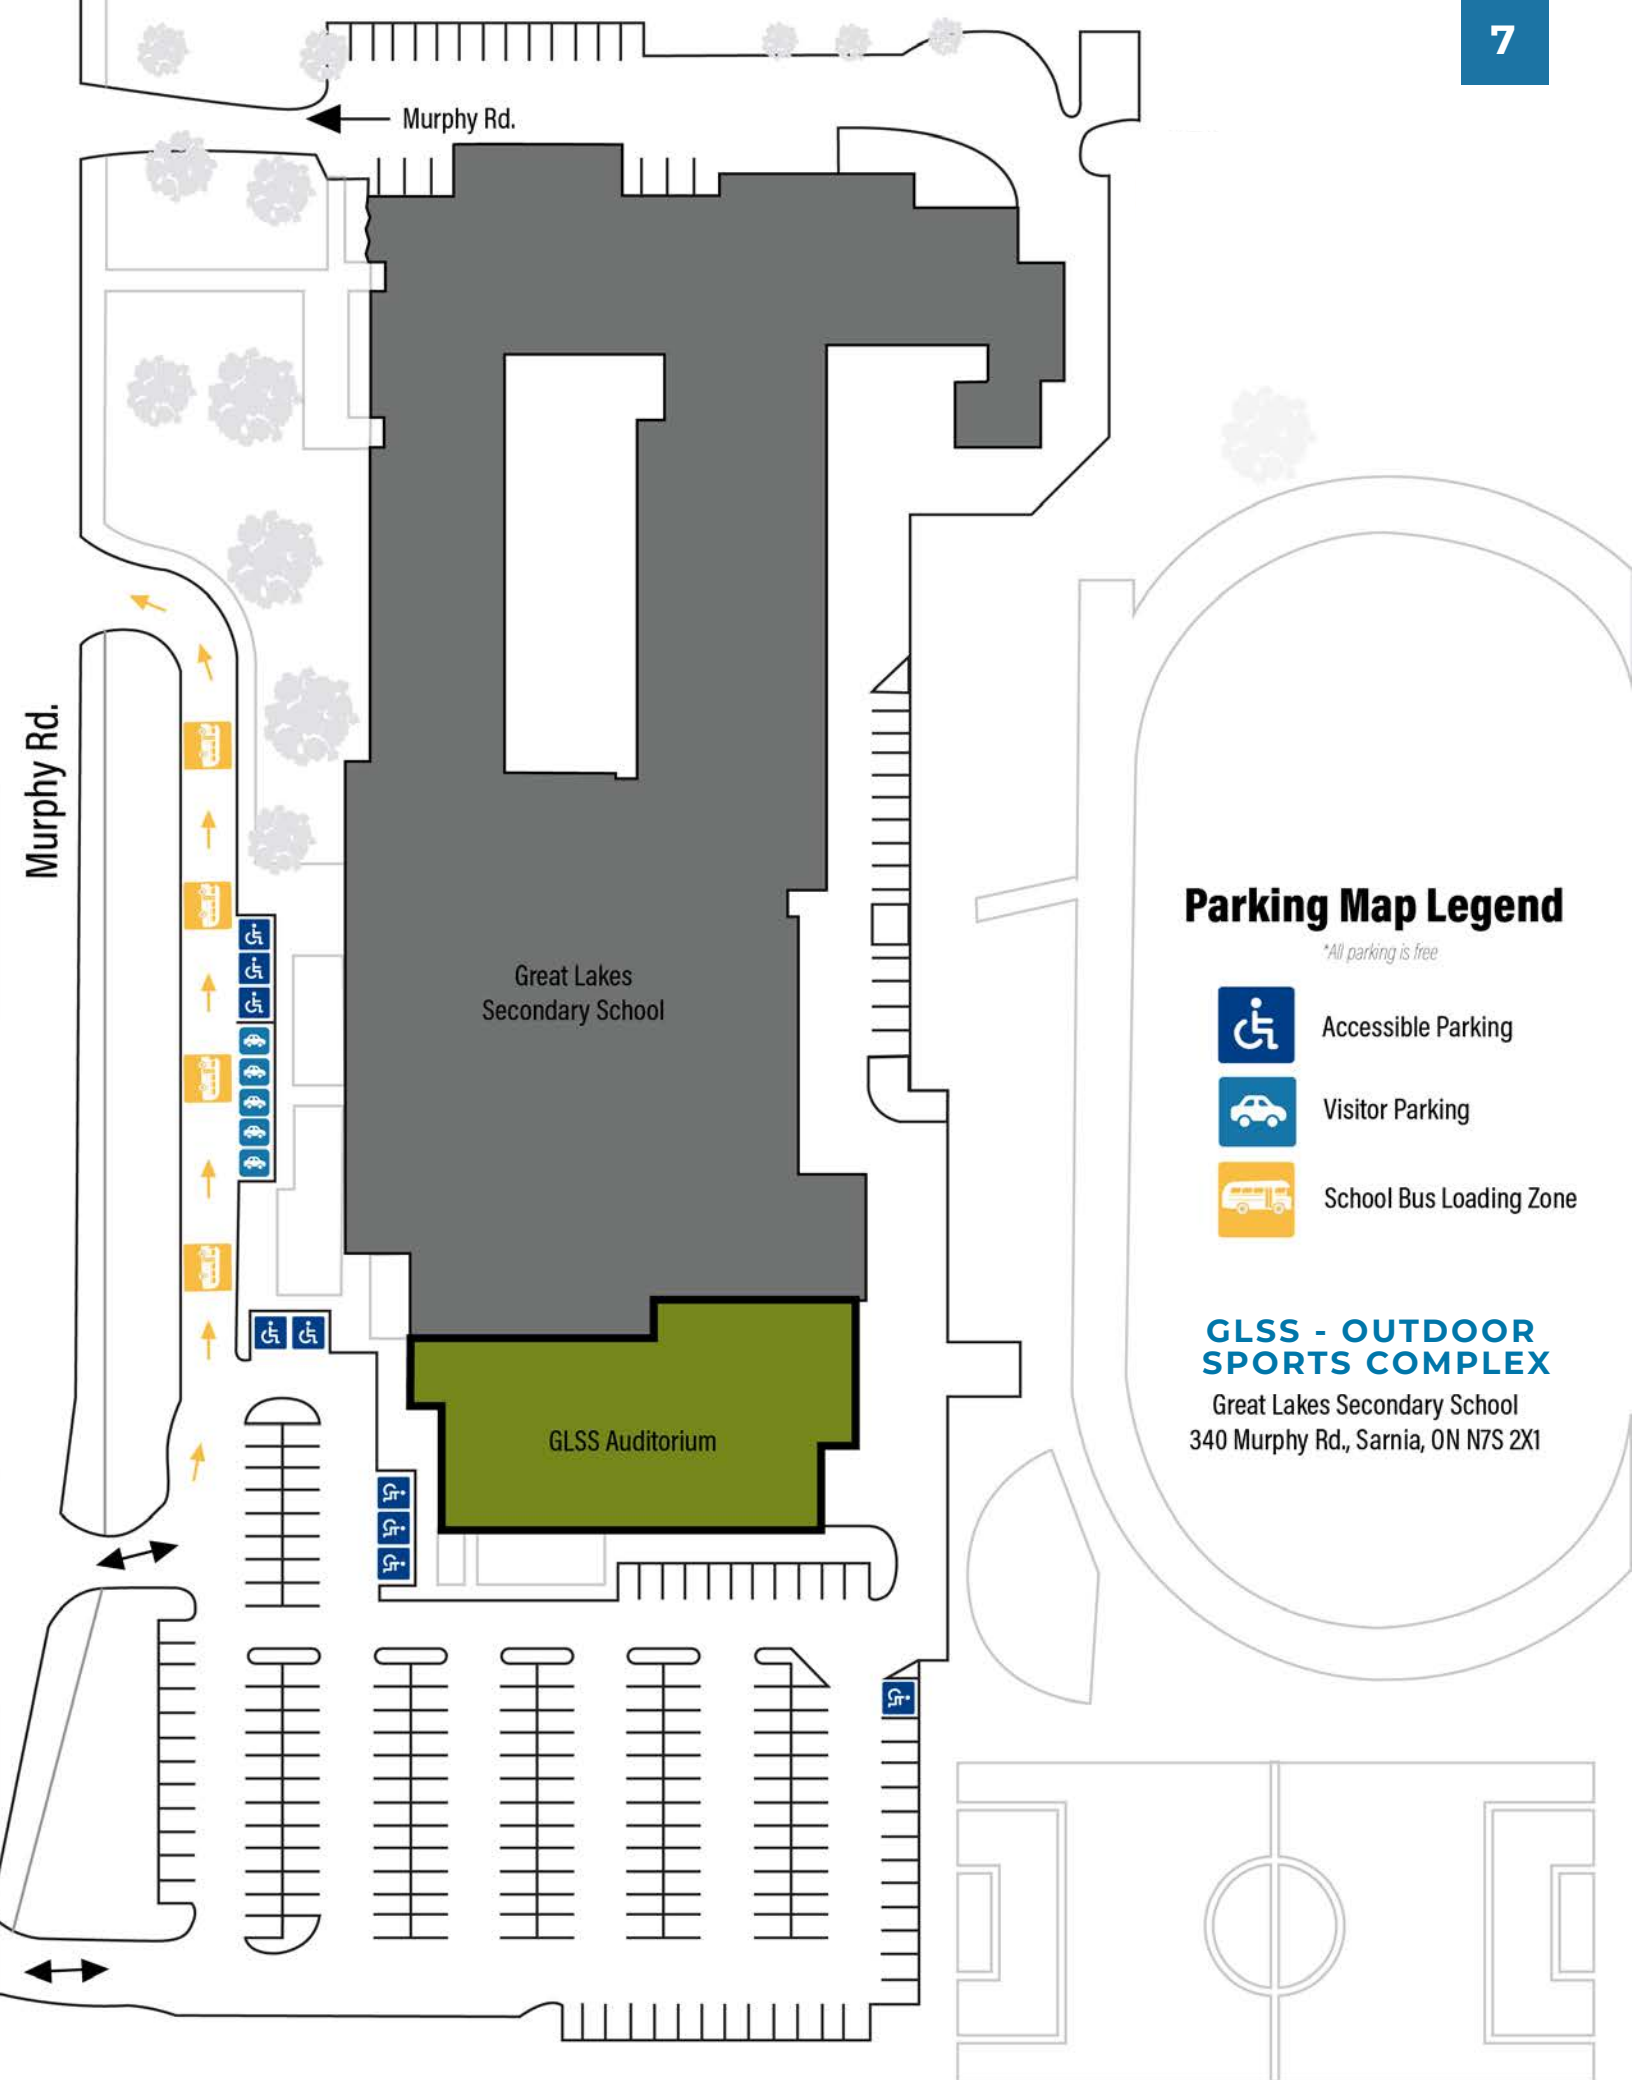 7
Murphy Rd.
Murphy Rd.
Great Lakes
Secondary School
Parking Map Legend
*All parking is free
Accessible Parking
Visitor Parking
School Bus Loading Zone
GLSS - OUTDOOR
SPORTS COMPLEX
Great Lakes Secondary School
340 Murphy Rd., Sarnia, ON N7S 2X1
GLSS Auditorium